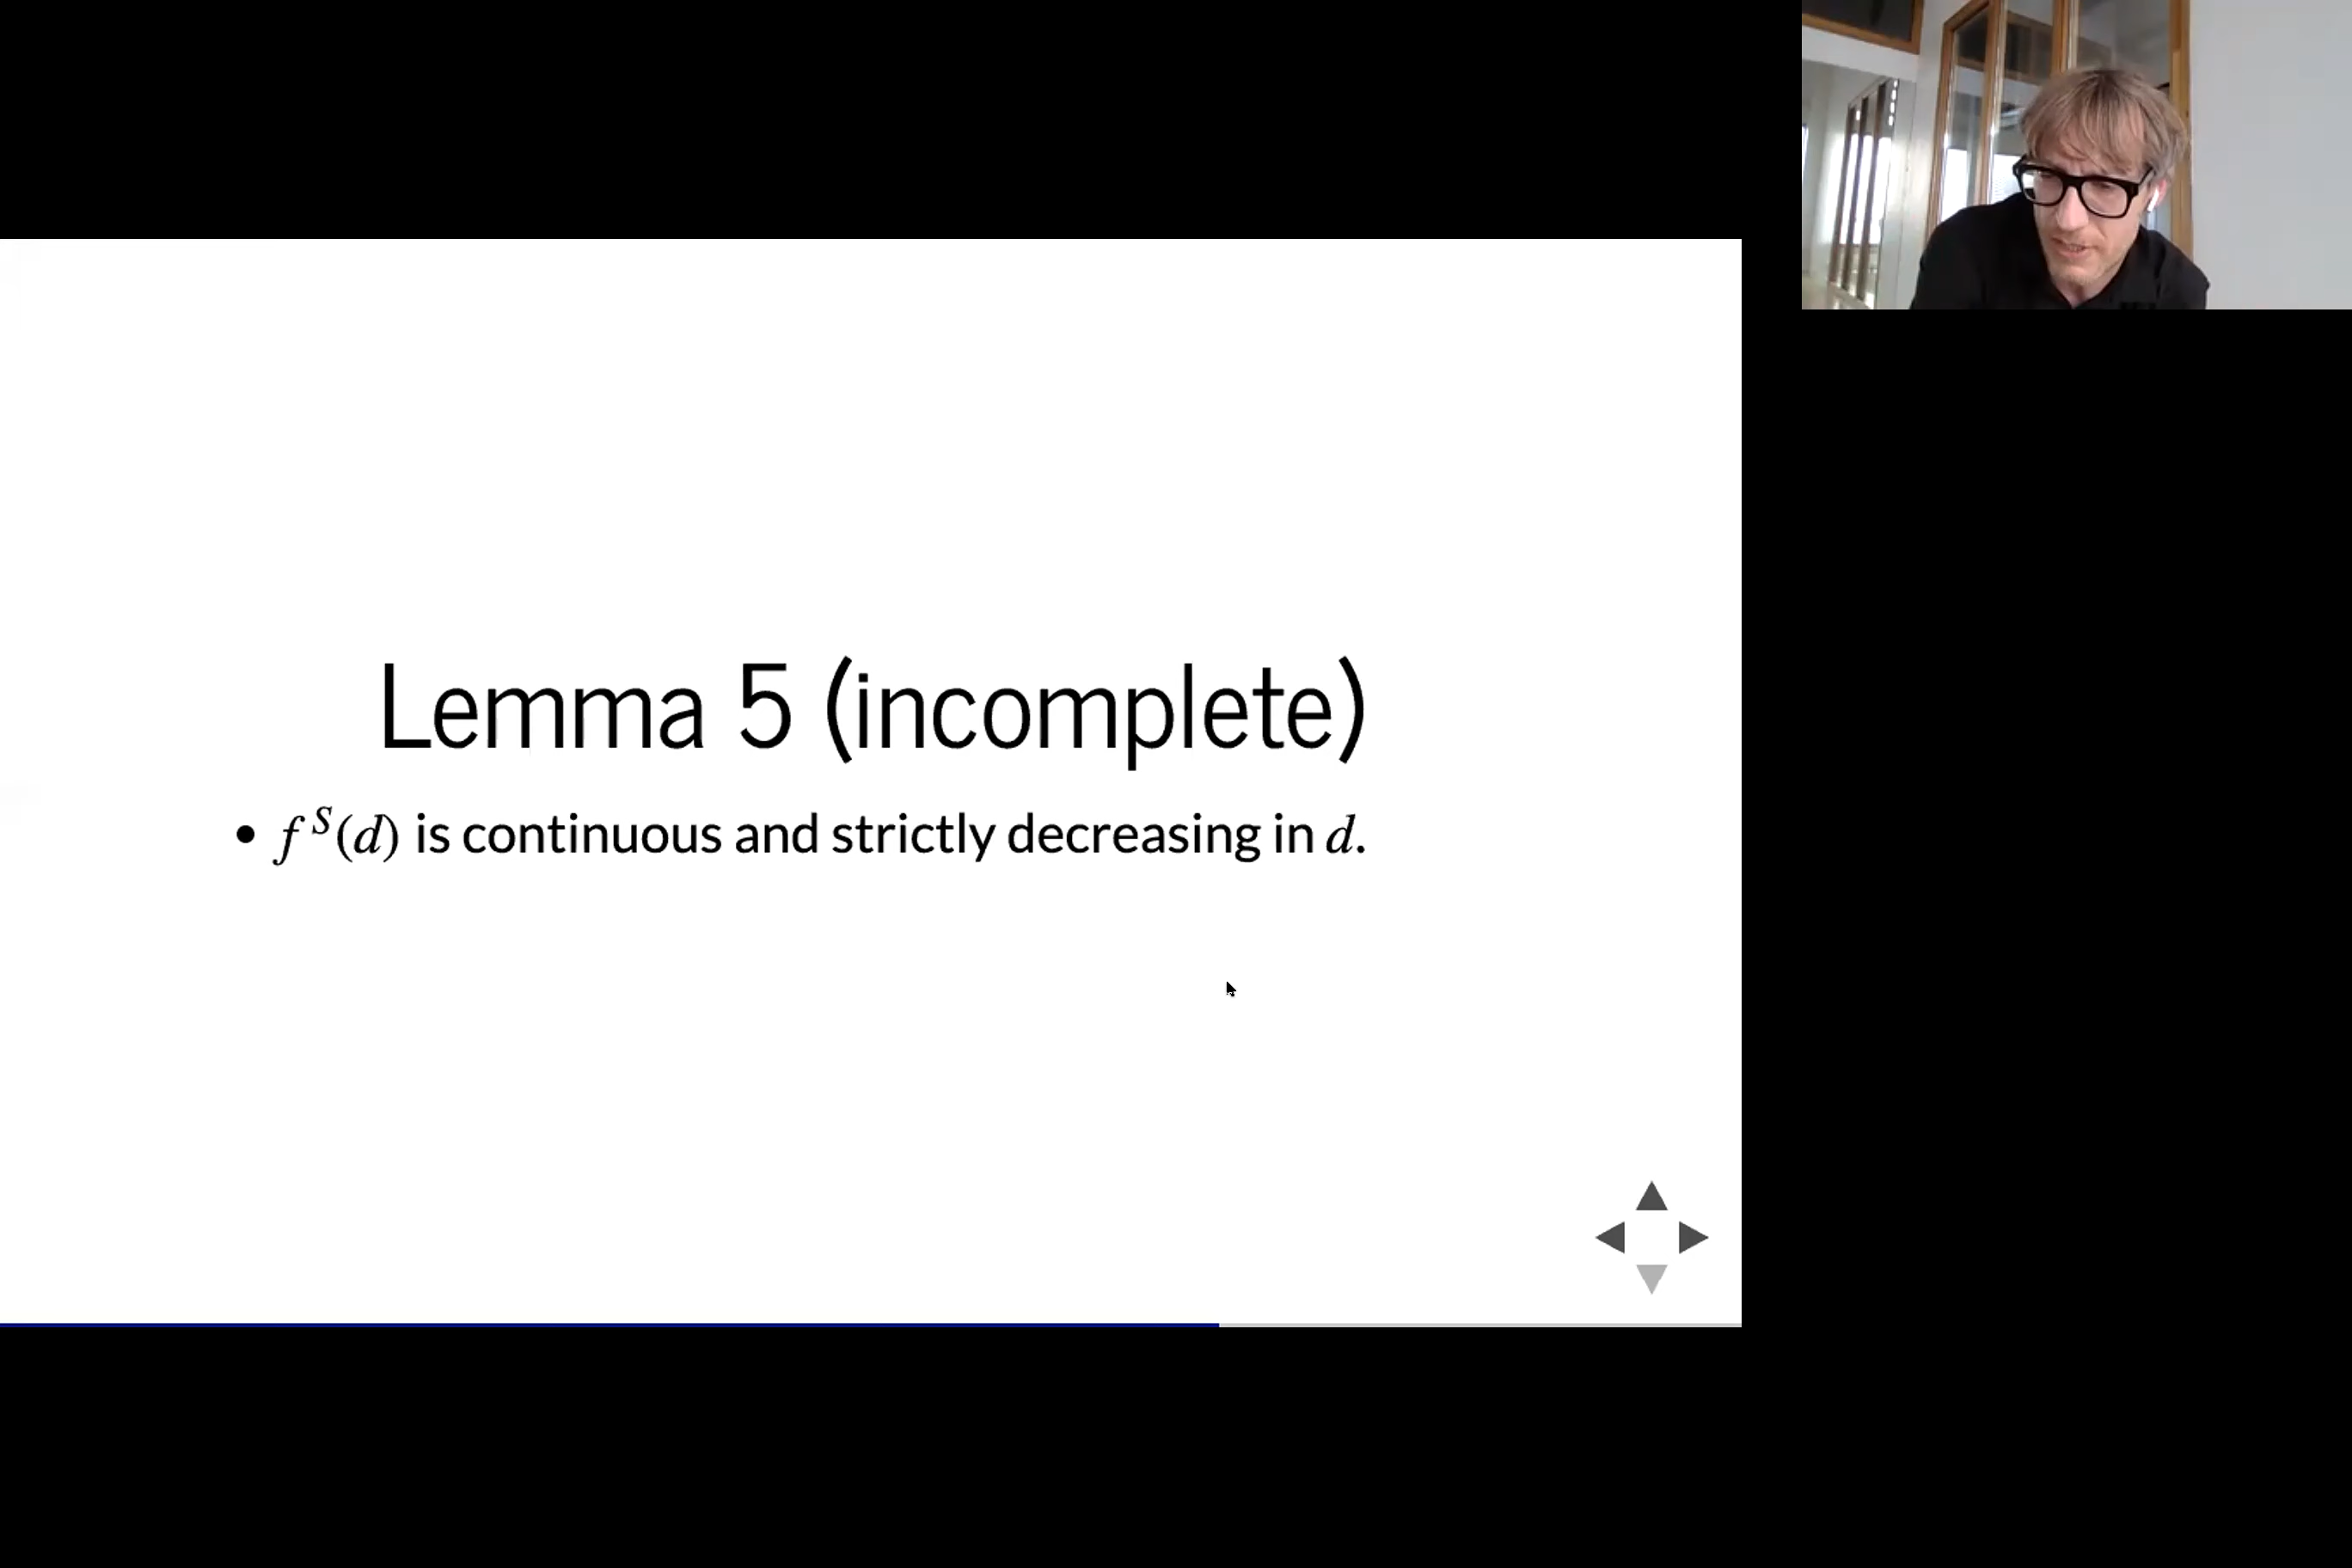 Lemma 5 (incomplete)
• f^S(d) is continuous and strictly decreasing in d.